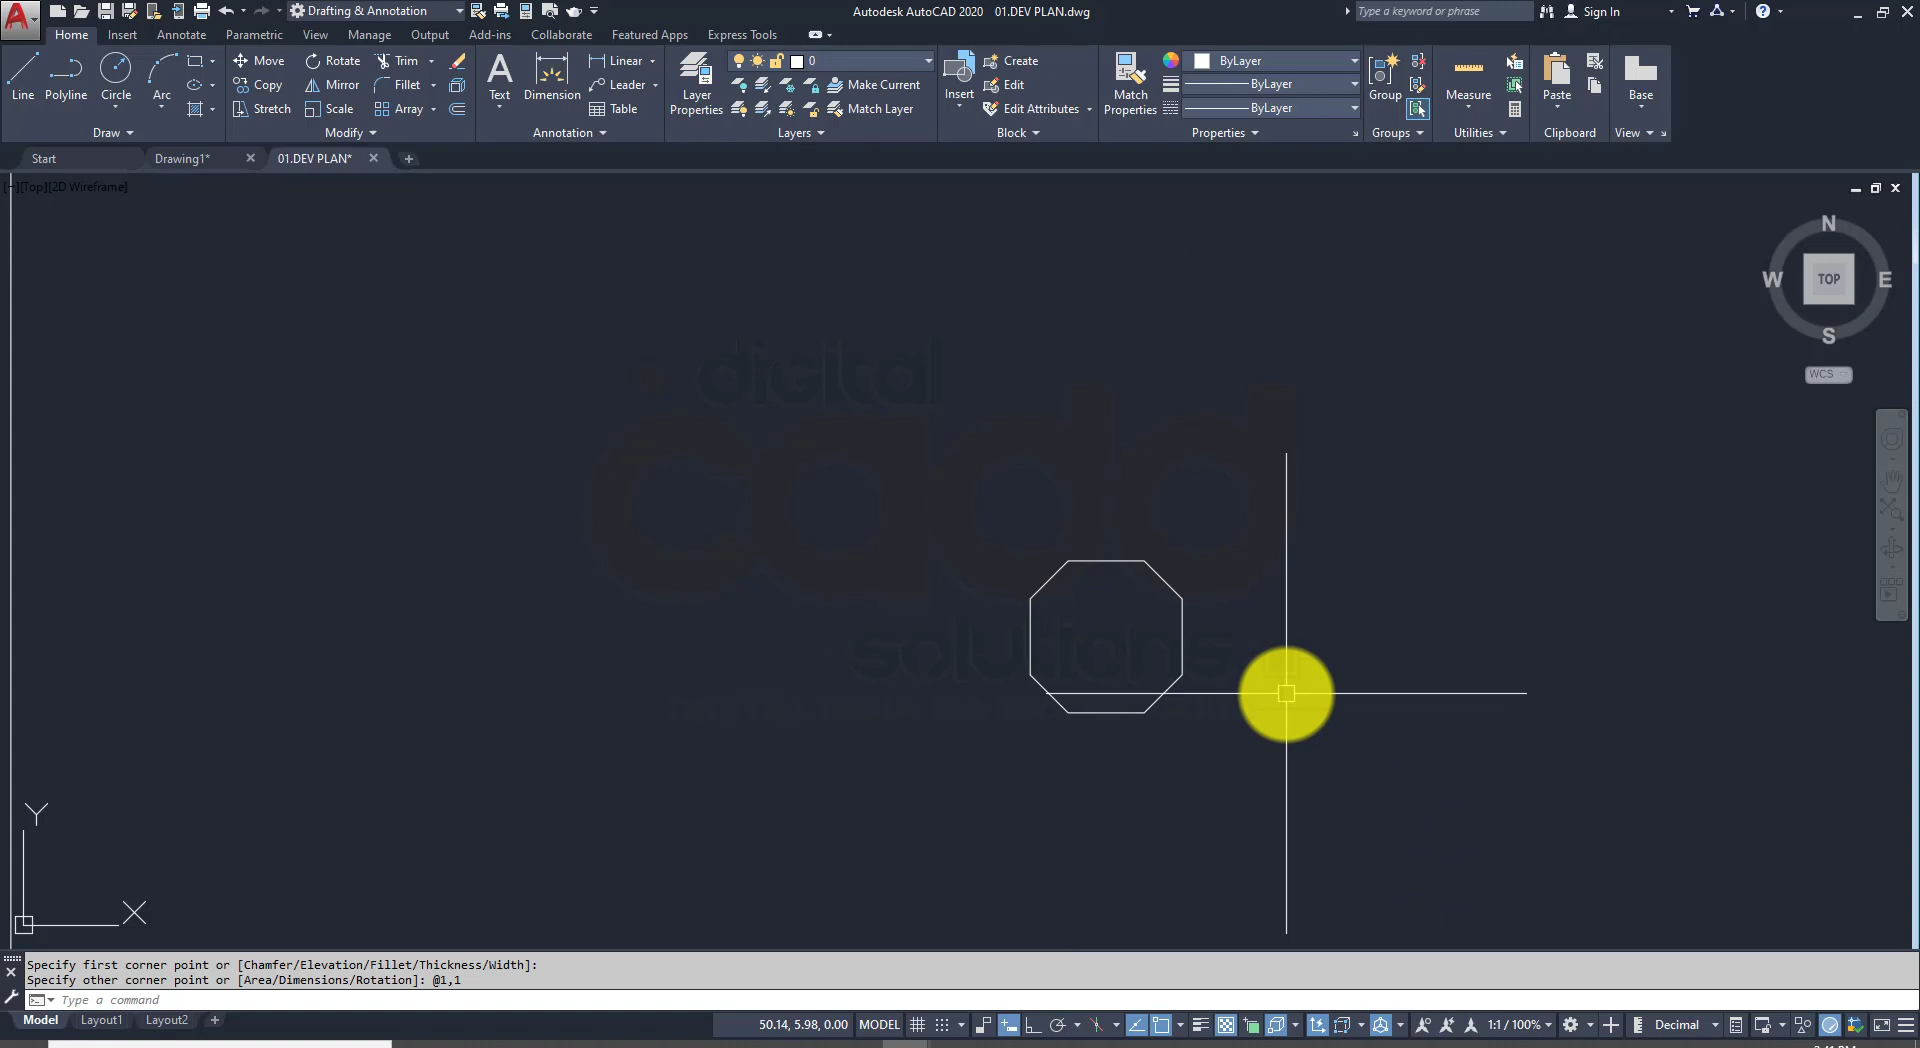 Drafting & Annotation
Autodesk AutoCAD 2020 01.DEV PLAN.dwg
Type a keyword or phrase
Sign In
Home Insert Annotate Parametric View Manage Output Add-ins Collaborate Featured Apps Express Tools
Line Polyline Circle Arc
Move Rotate Trim
Copy Mirror Fillet
Stretch Scale Array
Text Dimension
Linear
Leader
Table
Layer Properties
0
Make Current
Match Layer
Insert
Create
Edit
Edit Attributes
Match Properties
ByLayer
ByLayer
ByLayer
Group Measure Paste Base
Draw Modify Annotation Layers Block Properties Groups Utilities Clipboard View
Start Drawing1* 01.DEV PLAN*
[-][Top][2D Wireframe]
N
W TOP E
S
WCS
digital
cadd
solutions
Y
X
Specify first corner point or [Chamfer/Elevation/Fillet/Thickness/Width]:
Specify other corner point or [Area/Dimensions/Rotation]: @1,1
Type a command
Model Layout1 Layout2
50.14, 5.98, 0.00 MODEL 1:1 / 100% Decimal